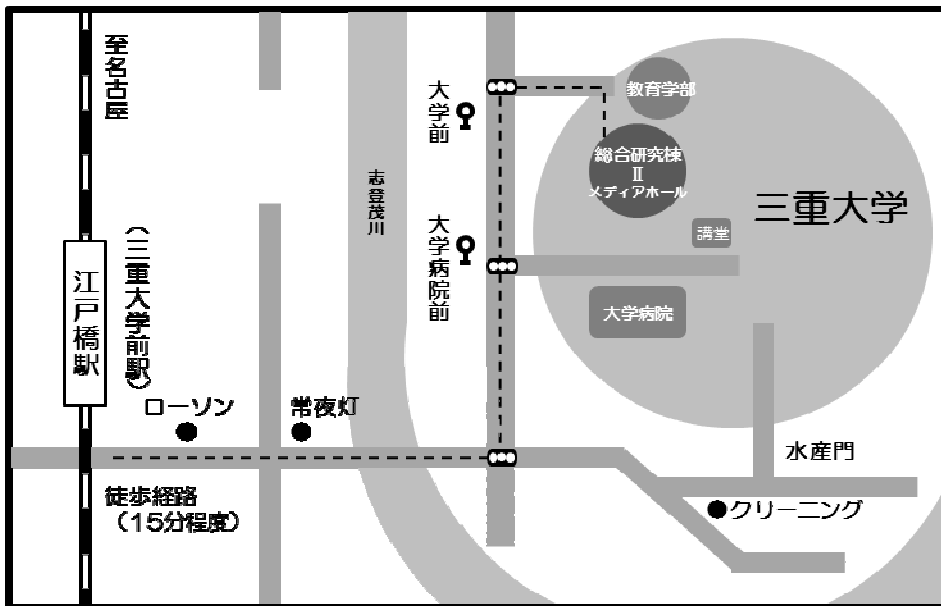 至名古屋
江戸橋駅
（三重大学前駅）
ローソン
常夜灯
徒歩経路
（15分程度）
志登茂川
大学前
大学病院前
教育学部
総合研究棟
Ⅱ
メディアホール
三重大学
講堂
大学病院
水産門
クリーニング